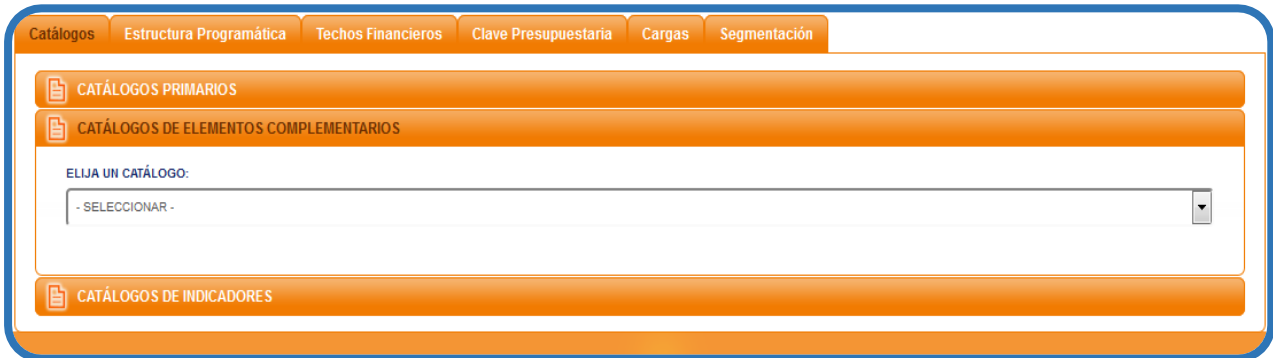 Catálogos Estructura Programática Techos Financieros Clave Presupuestaria Cargas Segmentación
CATÁLOGOS PRIMARIOS
CATÁLOGOS DE ELEMENTOS COMPLEMENTARIOS
ELIJA UN CATÁLOGO:
- SELECCIONAR -
CATÁLOGOS DE INDICADORES